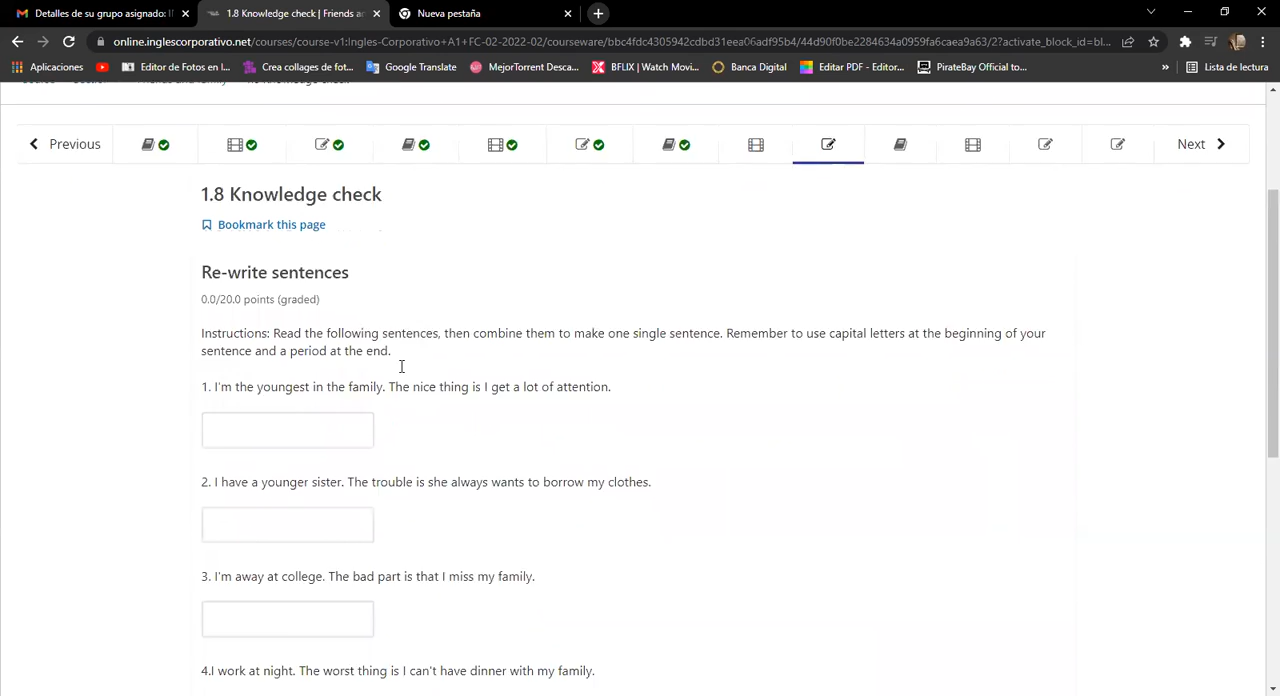 Detalles de su grupo asignado: I
1.8 Knowledge check | Friends a
Nueva pestaña
online.inglescorporativo.net/courses/course-v1:Ingles-Corporativo+A1+FC-02-2022-02/courseware/bbc4fdc4305942cdbd31eea06adf95b4/44d90f0be2284634a0959fa6caea9a63/2?activate_block_id=bl...
Aplicaciones
Editor de Fotos en l...
Crea collages de fot...
Google Translate
MejorTorrent Desca...
BFLIX | Watch Movi...
Banca Digital
Editar PDF - Editor...
PirateBay Official to...
»
Lista de lectura
Previous
Next
1.8 Knowledge check
Bookmark this page
Re-write sentences
0.0/20.0 points (graded)
Instructions: Read the following sentences, then combine them to make one single sentence. Remember to use capital letters at the beginning of your
sentence and a period at the end.
1. I'm the youngest in the family. The nice thing is I get a lot of attention.
2. I have a younger sister. The trouble is she always wants to borrow my clothes.
3. I'm away at college. The bad part is that I miss my family.
4.I work at night. The worst thing is I can't have dinner with my family.